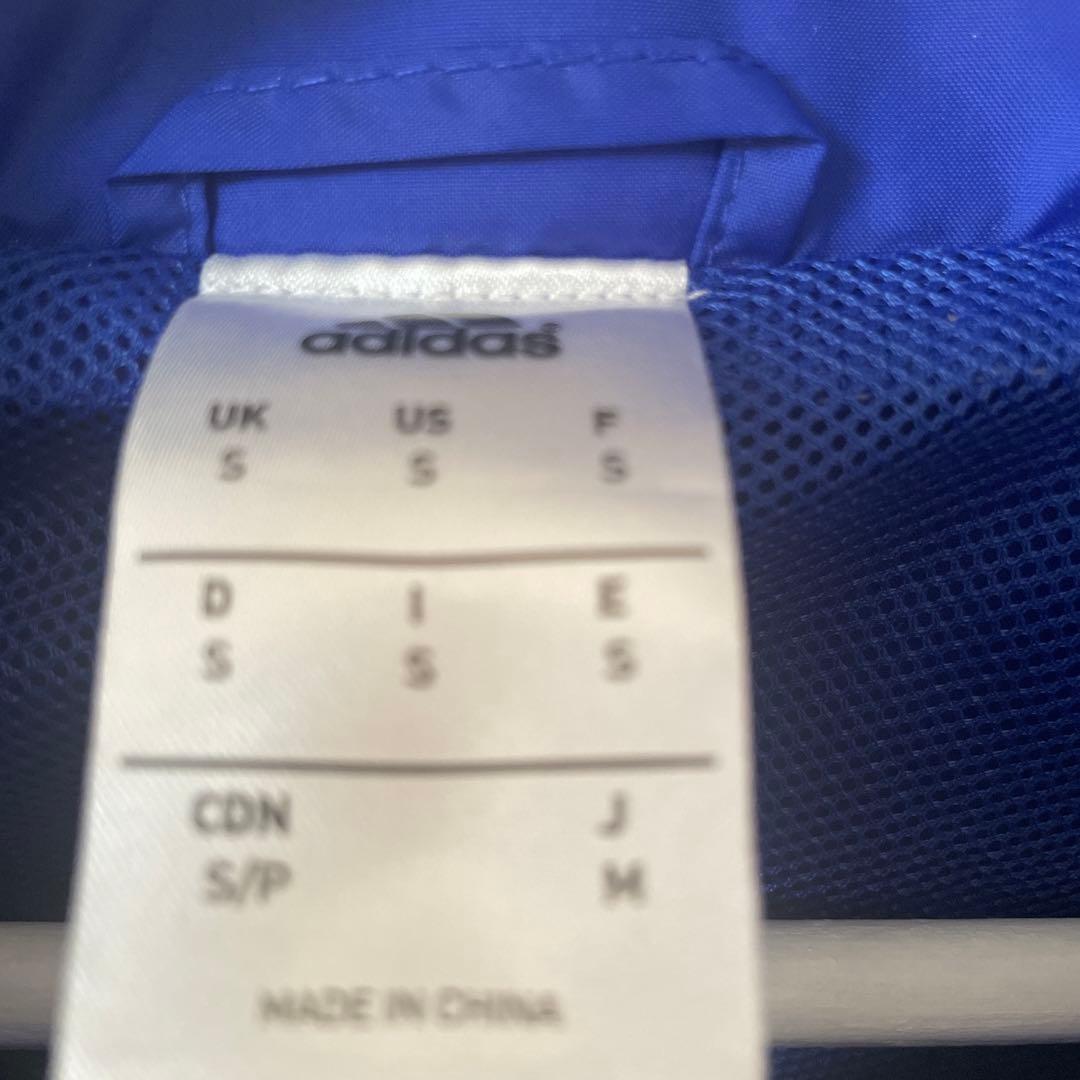 adidas®
UK US F
S S S
D I E
S S S
CDN J
S/P M
MADE IN CHINA